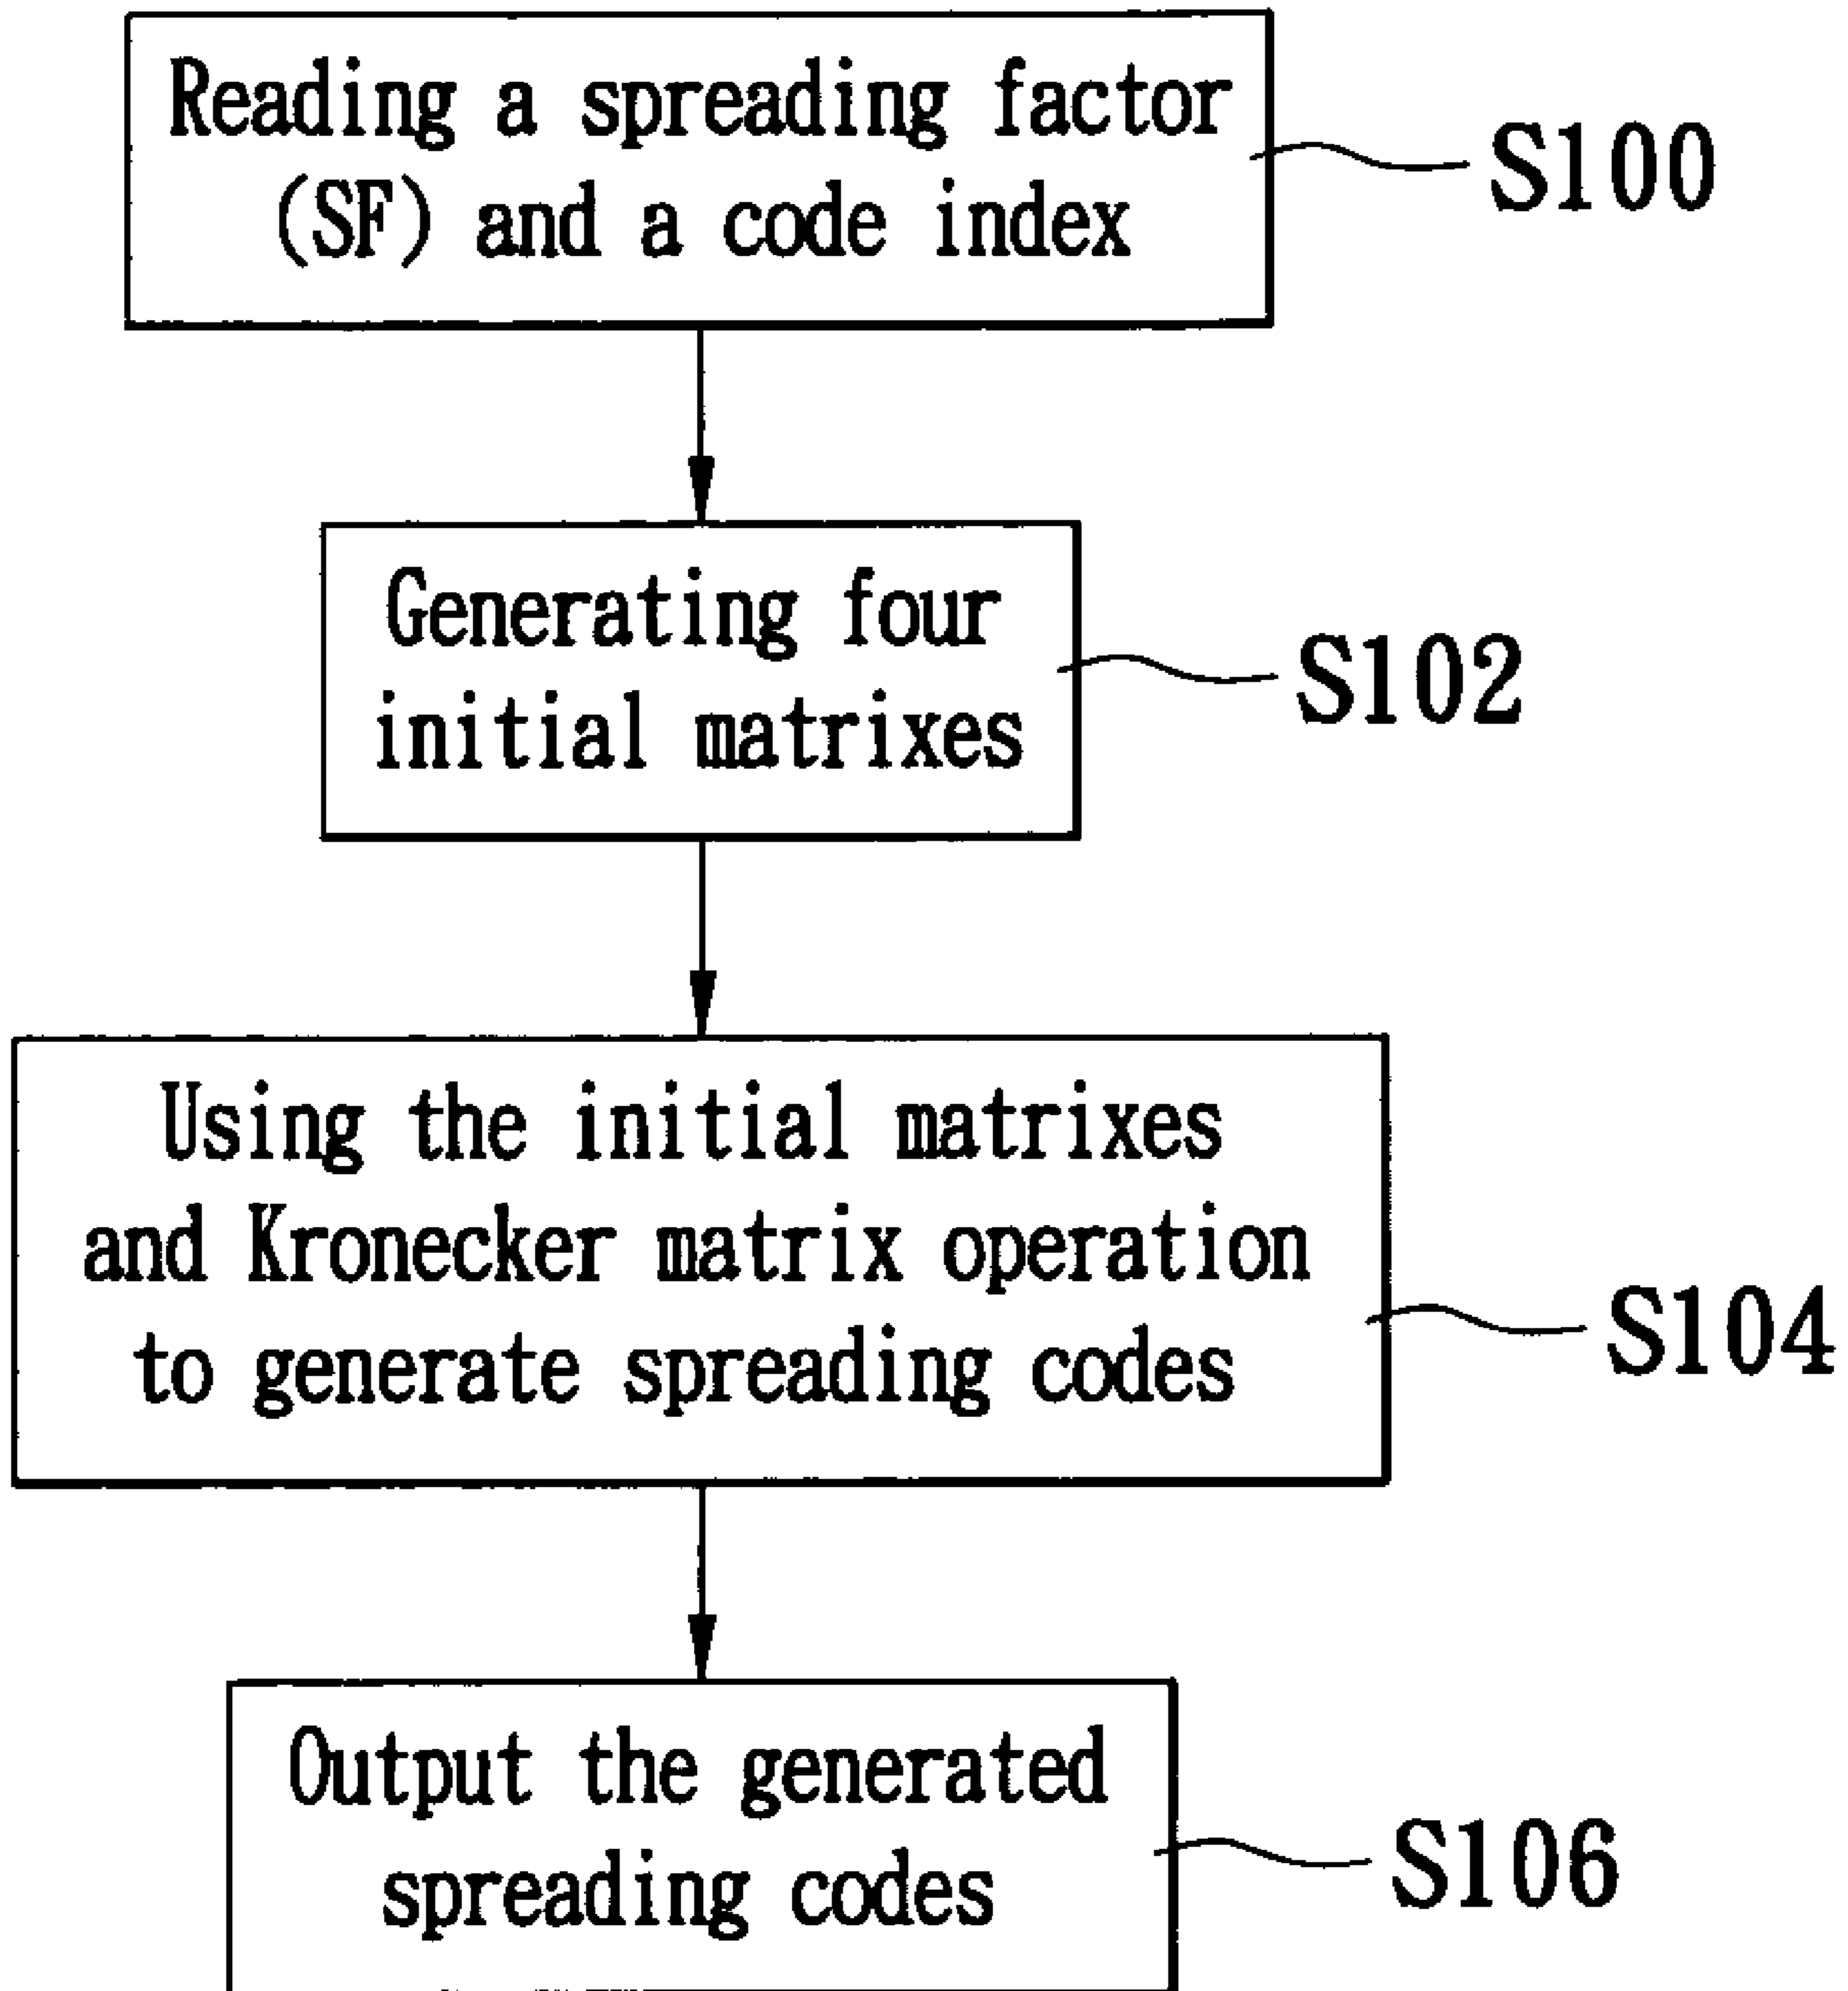 Reading a spreading factor
(SF) and a code index
S100
Generating four
initial matrixes
S102
Using the initial matrixes
and Kronecker matrix operation
to generate spreading codes
S104
Output the generated
spreading codes
S106